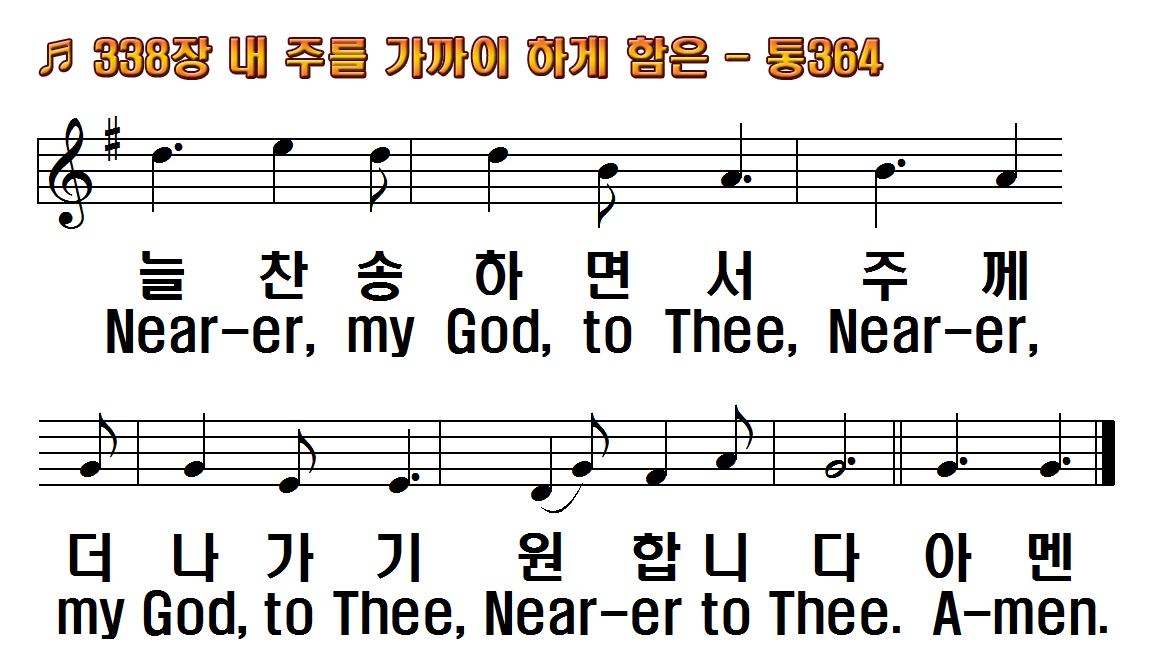 338장 내 주를 가까이 하게 함은 - 통364
늘 찬 송 하 면 서 주 께
Near-er, my God, to Thee, Near-er,
더 나 가 기 원 합 니 다 아 멘
my God, to Thee, Near-er to Thee. A-men.